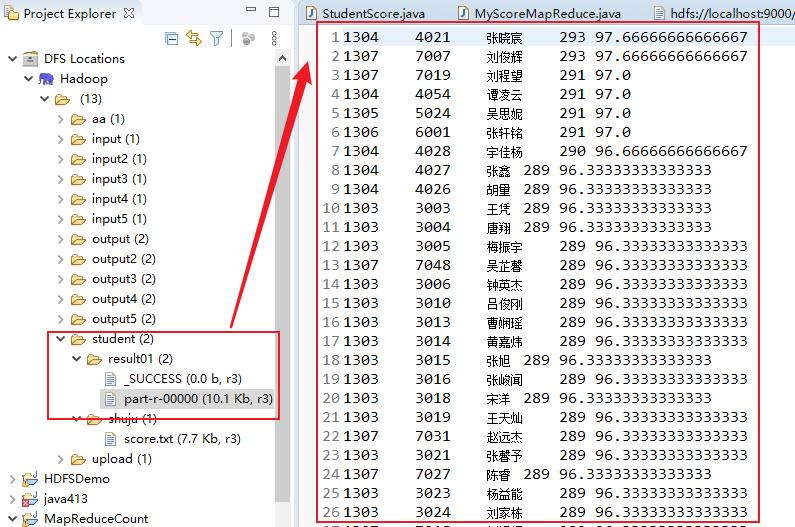 Project Explorer
DFS Locations
Hadoop
(13)
aa (1)
input (1)
input2 (1)
input3 (1)
input4 (1)
input5 (1)
output (2)
output2 (2)
output3 (2)
output4 (2)
output5 (2)
student (2)
result01 (2)
_SUCCESS (0.0 b, r3)
part-r-00000 (10.1 Kb, r3)
shuju (1)
score.txt (7.7 Kb, r3)
upload (1)
HDFSDemo
java413
MapReduceCount
StudentScore.java MyScoreMapReduce.java hdfs://localhost:9000/
1 1304 4021 张晓宸 293 97.66666666666667
2 1307 7007 刘俊辉 293 97.66666666666667
3 1307 7019 刘程望 291 97.0
4 1304 4054 谭凌云 291 97.0
5 1305 5024 吴思妮 291 97.0
6 1306 6001 张轩铭 291 97.0
7 1304 4028 宇佳杨 290 96.66666666666667
8 1304 4027 张鑫 289 96.33333333333333
9 1304 4026 胡量 289 96.33333333333333
10 1303 3003 王凭 289 96.33333333333333
11 1303 3004 唐翔 289 96.33333333333333
12 1303 3005 梅振宇 289 96.33333333333333
13 1307 7048 吴芷馨 289 96.33333333333333
14 1303 3006 钟英杰 289 96.33333333333333
15 1303 3010 吕俊刚 289 96.33333333333333
16 1303 3013 曹娴瑶 289 96.33333333333333
17 1303 3014 黄嘉炜 289 96.33333333333333
18 1303 3015 张旭 289 96.33333333333333
19 1303 3016 张峻闻 289 96.33333333333333
20 1303 3018 宋洋 289 96.33333333333333
21 1303 3019 王天灿 289 96.33333333333333
22 1307 7031 赵远杰 289 96.33333333333333
23 1303 3021 张馨予 289 96.33333333333333
24 1307 7027 陈睿 289 96.33333333333333
25 1303 3023 杨益能 289 96.33333333333333
26 1303 3024 刘家栋 289 96.33333333333333